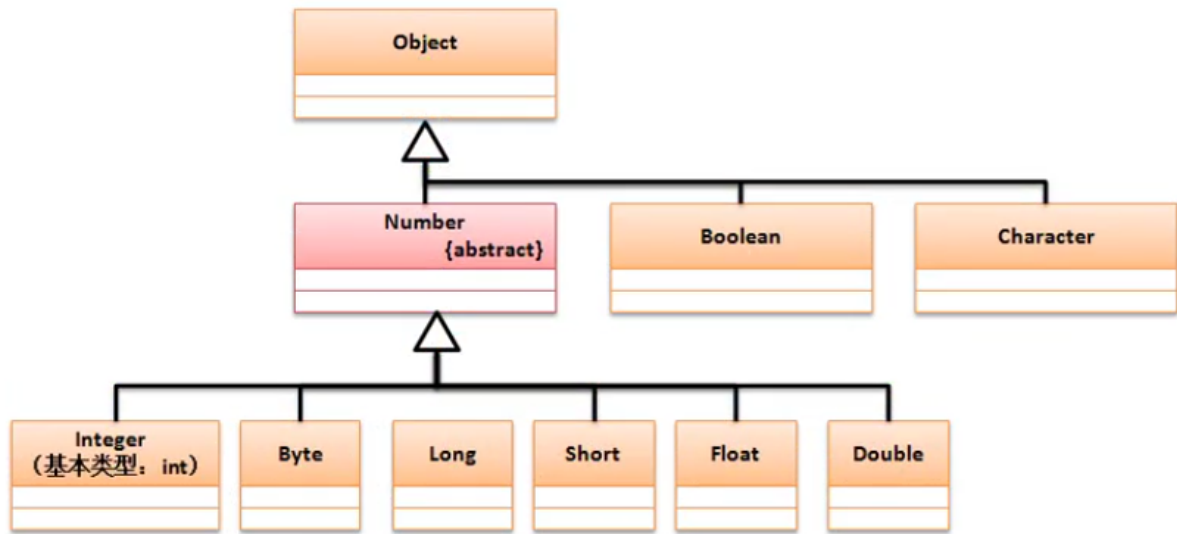 Object
Number
{abstract}
Boolean
Character
Integer
（基本类型：int）
Byte
Long
Short
Float
Double